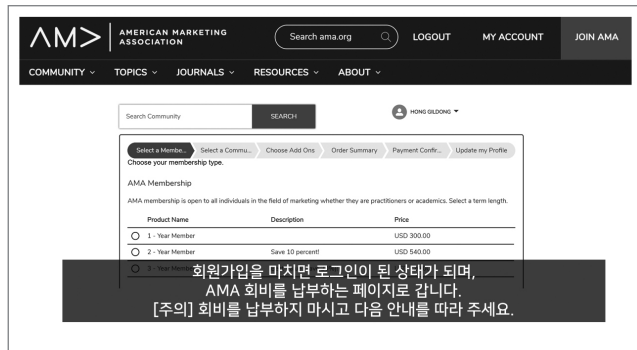 AMERICAN MARKETING
ASSOCIATION
Search ama.org
LOGOUT
MY ACCOUNT
JOIN AMA
COMMUNITY
TOPICS
JOURNALS
RESOURCES
ABOUT
Search Community
SEARCH
HONG GILDONG
Select a Membe...
Select a Commu...
Choose Add Ons
Order Summary
Payment Confir...
Update my Profile
Choose your membership type.
AMA Membership
AMA membership is open to all individuals in the field of marketing whether they are practitioners or academics. Select a term length.
Product Name Description Price
1 - Year Member USD 300.00
2 - Year Member Save 10 percent! USD 540.00
회원가입을 마치면 로그인이 된 상태가 되며,
AMA 회비를 납부하는 페이지로 갑니다.
[주의] 회비를 납부하지 마시고 다음 안내를 따라 주세요.